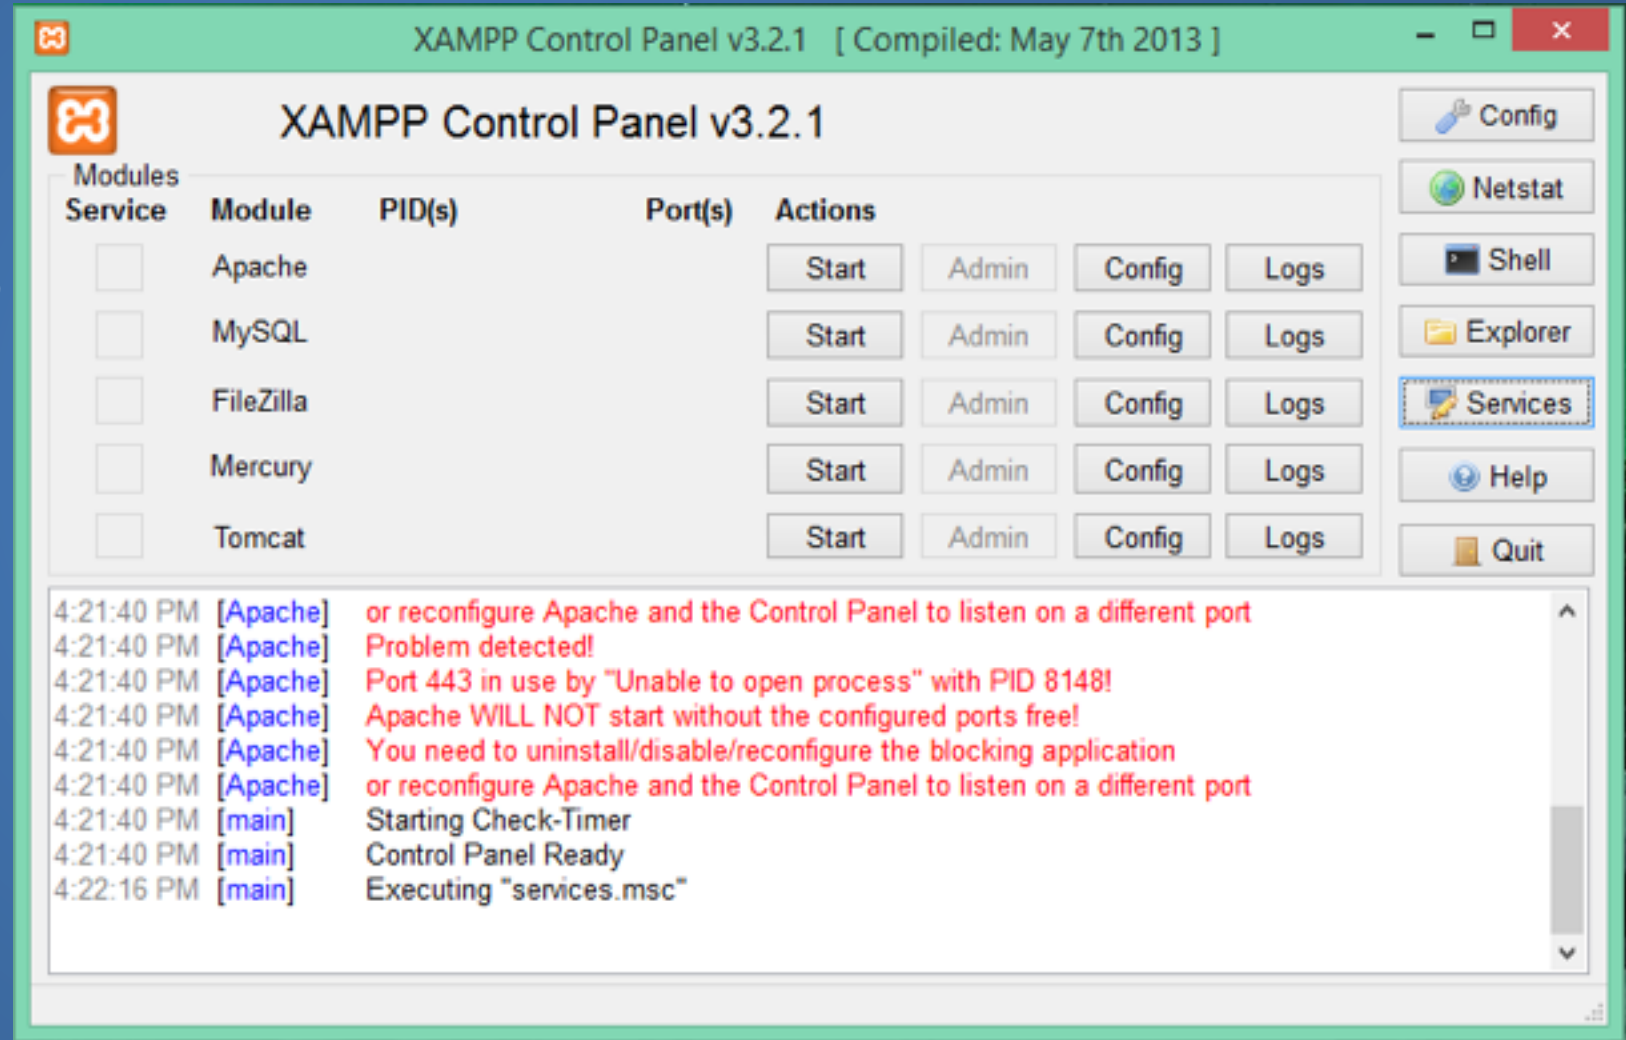 XAMPP Control Panel v3.2.1 [ Compiled: May 7th 2013 ]
XAMPP Control Panel v3.2.1
Config
Modules
Netstat
Service Module PID(s) Port(s) Actions
Apache Start Admin Config Logs
Shell
MySQL Start Admin Config Logs
Explorer
FileZilla Start Admin Config Logs
Services
Mercury Start Admin Config Logs
Help
Tomcat Start Admin Config Logs
Quit
4:21:40 PM [Apache] or reconfigure Apache and the Control Panel to listen on a different port
4:21:40 PM [Apache] Problem detected!
4:21:40 PM [Apache] Port 443 in use by "Unable to open process" with PID 8148!
4:21:40 PM [Apache] Apache WILL NOT start without the configured ports free!
4:21:40 PM [Apache] You need to uninstall/disable/reconfigure the blocking application
4:21:40 PM [Apache] or reconfigure Apache and the Control Panel to listen on a different port
4:21:40 PM [main] Starting Check-Timer
4:21:40 PM [main] Control Panel Ready
4:22:16 PM [main] Executing "services.msc"